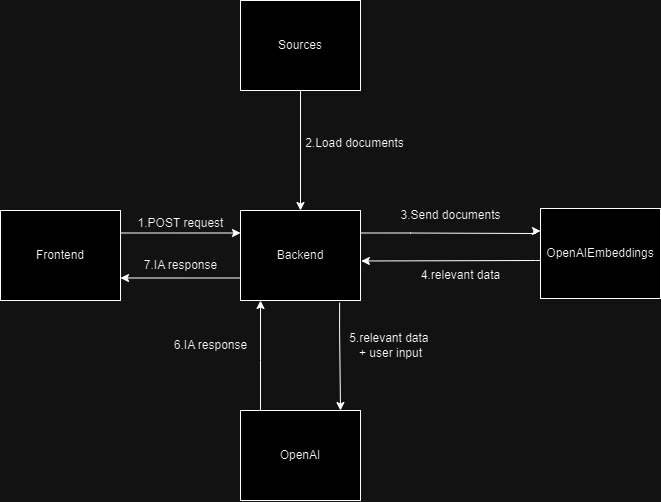 Sources
2.Load documents
1.POST request
3.Send documents
Frontend
Backend
OpenAIEmbeddings
7.IA response
4.relevant data
6.IA response
5.relevant data
+ user input
OpenAI